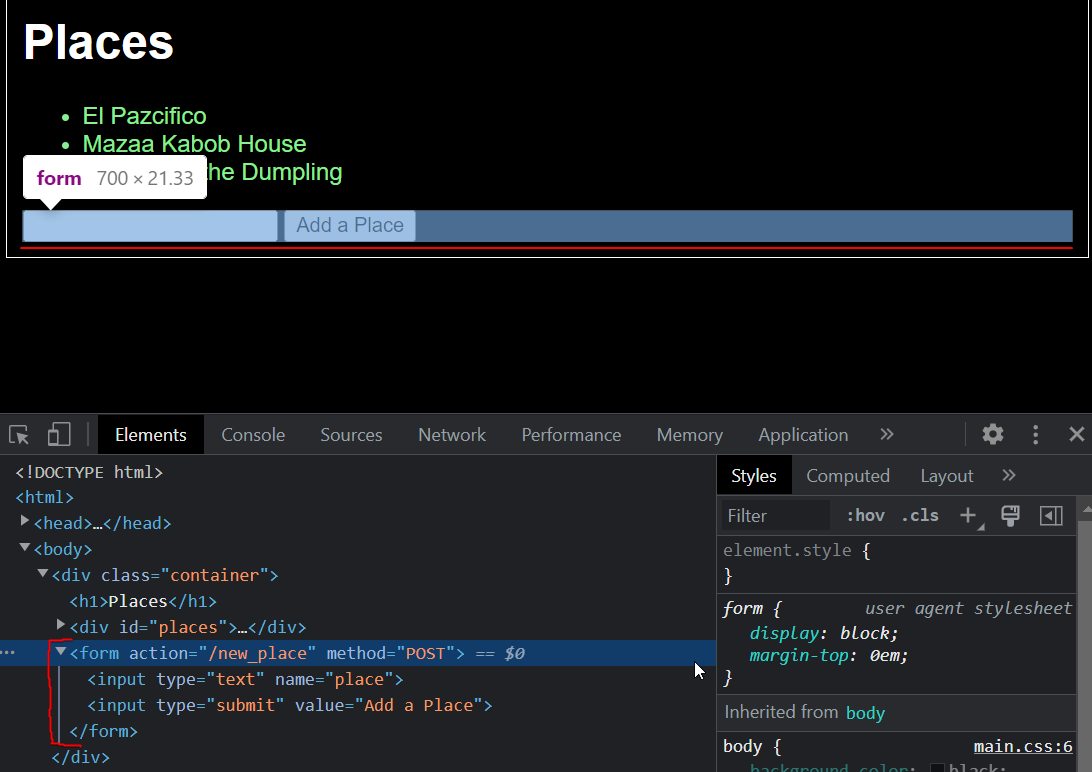 Places
El Pazcifico
Mazaa Kabob House
the Dumpling
form 700 × 21.33
Add a Place
Elements Console Sources Network Performance Memory Application »
<!DOCTYPE html>
<html>
<head>…</head>
<body>
<div class="container">
<h1>Places</h1>
<div id="places">…</div>
<form action="/new_place" method="POST"> == $0
<input type="text" name="place">
<input type="submit" value="Add a Place">
</form>
</div>
Styles Computed Layout »
Filter :hov .cls +
element.style {
}
form { user agent stylesheet
display: block;
margin-top: 0em;
}
Inherited from body
body { main.css:6
background-color: black;